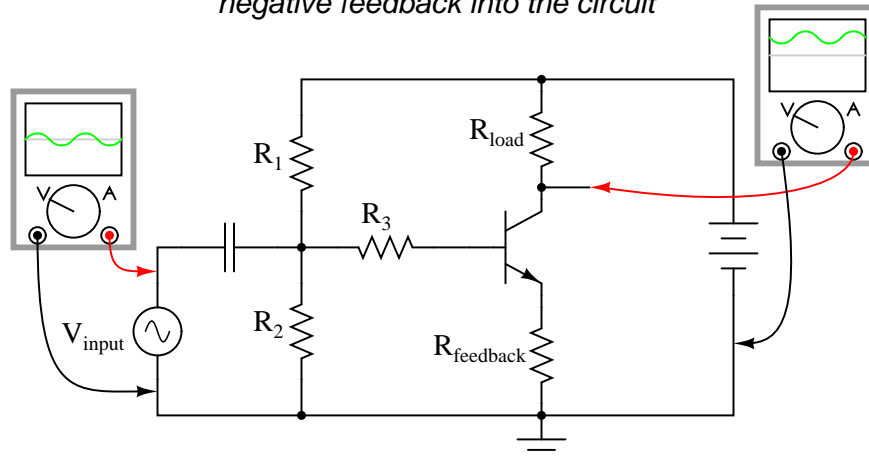 negative feedback into the circuit
V A
V A
R1
Rload
R3
R2
Vinput
Rfeedback